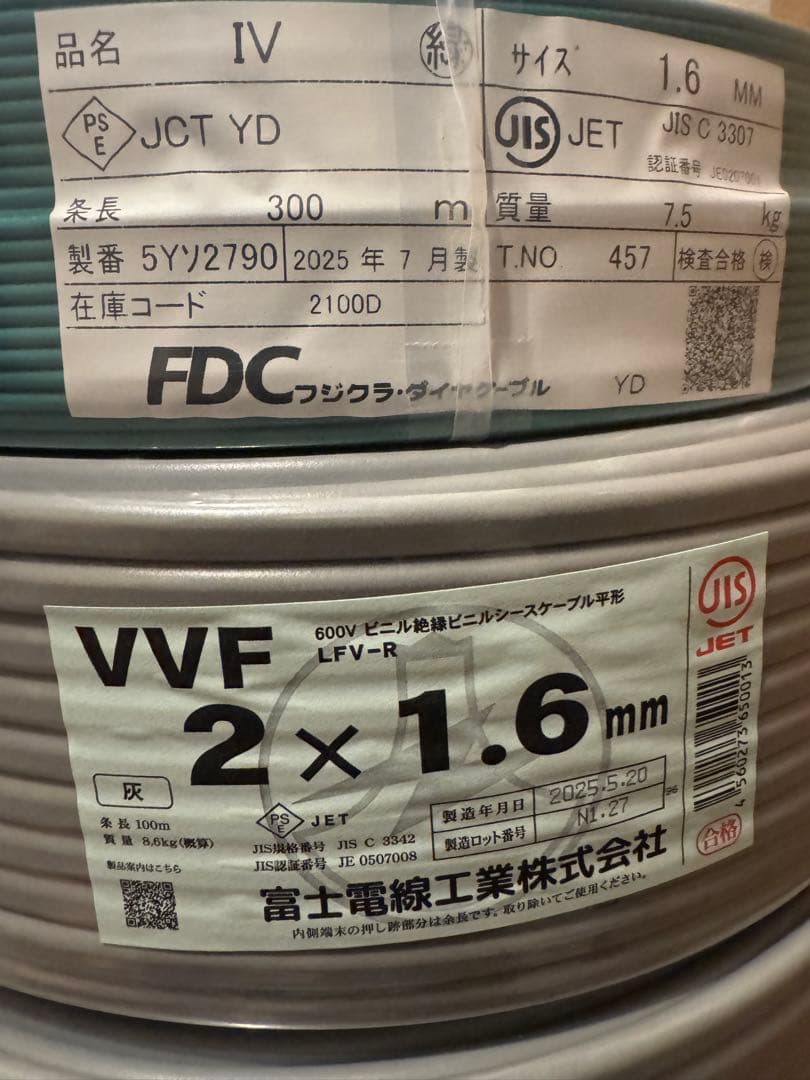 品名 IV 緑 サイズ 1.6 MM
PS E JCT YD JIS JET JIS C 3307
認証番号
条長 300 m 質量 7.5 kg
製番 5Yソ2790 2025 年 7 月製 T.NO. 457 検査合格 検
在庫コード 2100D
FDC フジクラ・ダイヤケーブル YD
VVF 600V ビニル絶縁ビニルシースケーブル平形
LFV-R
2×1.6mm
JIS
JET
灰
条長 100m
質量 8.6kg(概算)
製品案内はこちら
PS E JET
JIS規格番号 JIS C 3342
JIS認証番号 JE 0507008
製造年月日 2025.5.20
製造ロット番号 N1.27
96
富士電線工業株式会社
内側端末の押し跡部分は余長です。取り除いてご使用ください。
4560273650013
合格